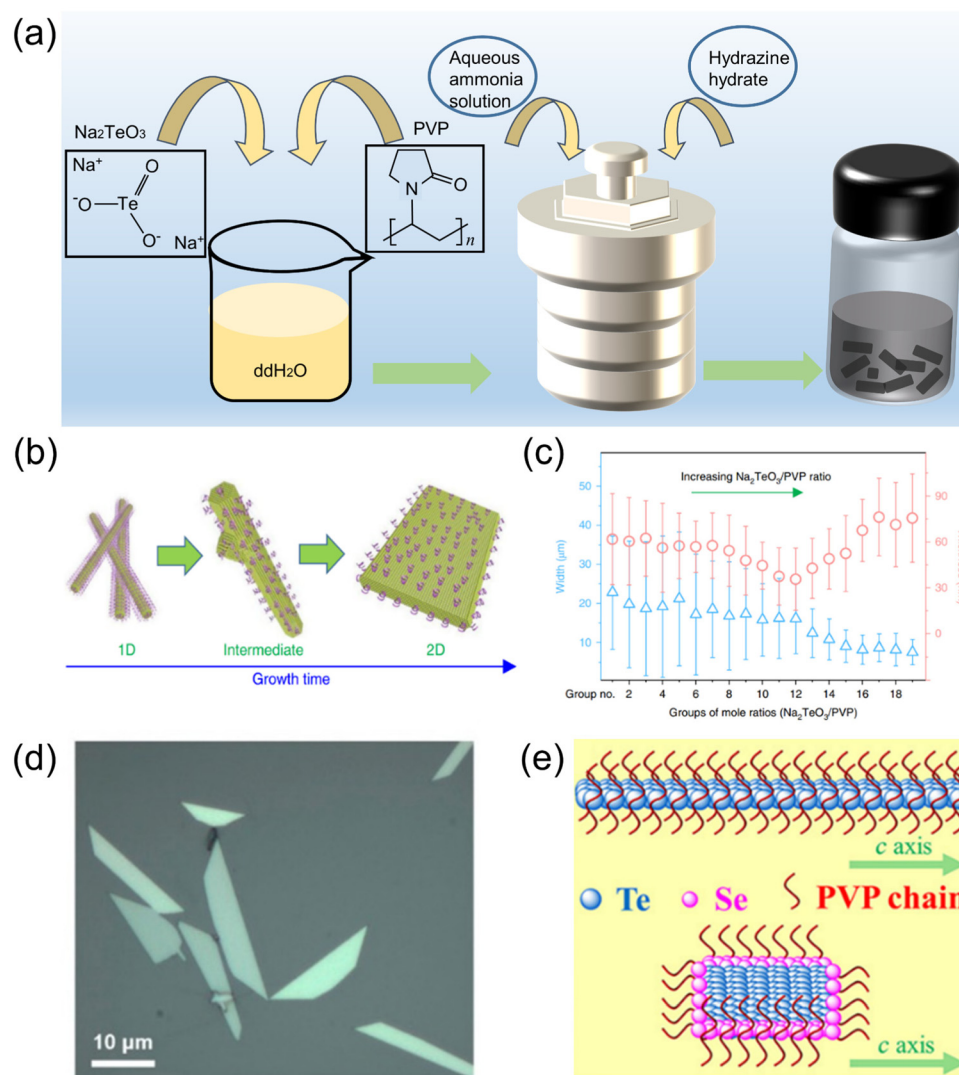 (a)
Aqueous
ammonia
solution
Hydrazine
hydrate
Na₂TeO₃
PVP
Na⁺
O
⁻O
Te
O⁻
Na⁺
N
O
n
ddH₂O
(b)
1D
Intermediate
2D
Growth time
(c)
Increasing Na₂TeO₃/PVP ratio
Width (μm)
50
40
30
20
10
90
60
30
0
Group no.
2
4
6
8
10
12
14
16
18
Groups of mole ratios (Na₂TeO₃/PVP)
(d)
10 μm
(e)
c axis
Te
Se
PVP chain
c axis